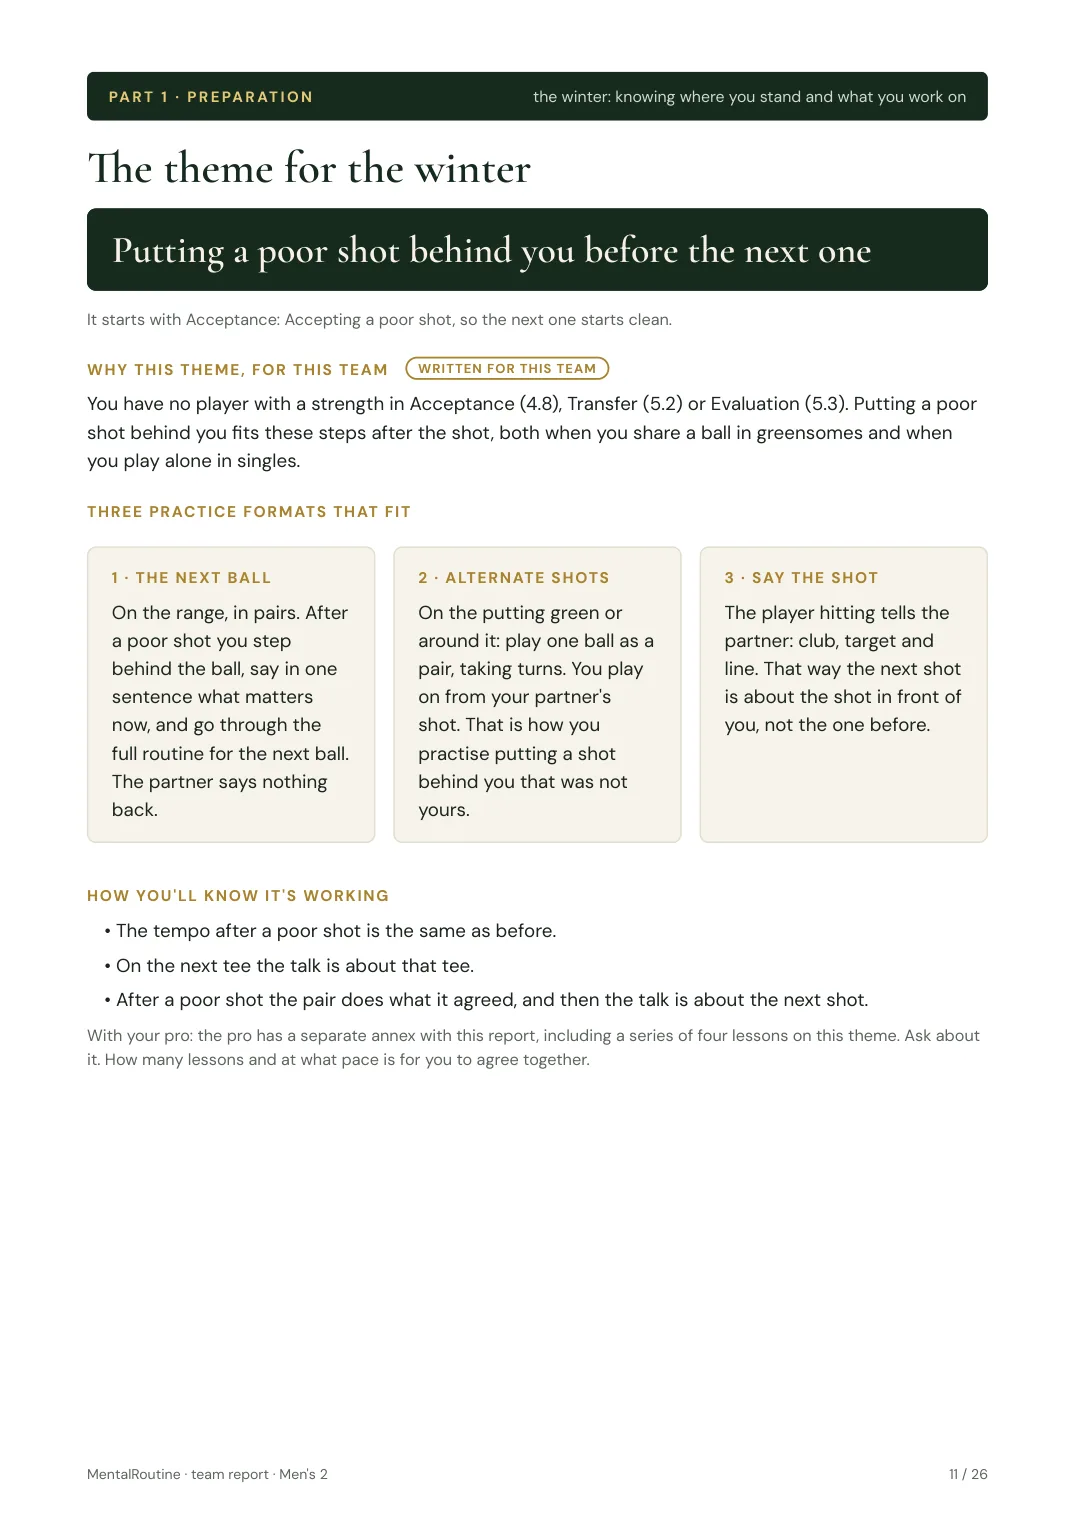 PART 1 · PREPARATION
the winter: knowing where you stand and what you work on
The theme for the winter
Putting a poor shot behind you before the next one
It starts with Acceptance: Accepting a poor shot, so the next one starts clean.
WHY THIS THEME, FOR THIS TEAM
WRITTEN FOR THIS TEAM
You have no player with a strength in Acceptance (4.8), Transfer (5.2) or Evaluation (5.3). Putting a poor
shot behind you fits these steps after the shot, both when you share a ball in greensomes and when
you play alone in singles.
THREE PRACTICE FORMATS THAT FIT
1 · THE NEXT BALL
On the range, in pairs. After
a poor shot you step
behind the ball, say in one
sentence what matters
now, and go through the
full routine for the next ball.
The partner says nothing
back.
2 · ALTERNATE SHOTS
On the putting green or
around it: play one ball as a
pair, taking turns. You play
on from your partner's
shot. That is how you
practise putting a shot
behind you that was not
yours.
3 · SAY THE SHOT
The player hitting tells the
partner: club, target and
line. That way the next shot
is about the shot in front of
you, not the one before.
HOW YOU'LL KNOW IT'S WORKING
• The tempo after a poor shot is the same as before.
• On the next tee the talk is about that tee.
• After a poor shot the pair does what it agreed, and then the talk is about the next shot.
With your pro: the pro has a separate annex with this report, including a series of four lessons on this theme. Ask about
it. How many lessons and at what pace is for you to agree together.
MentalRoutine · team report · Men's 2
11 / 26